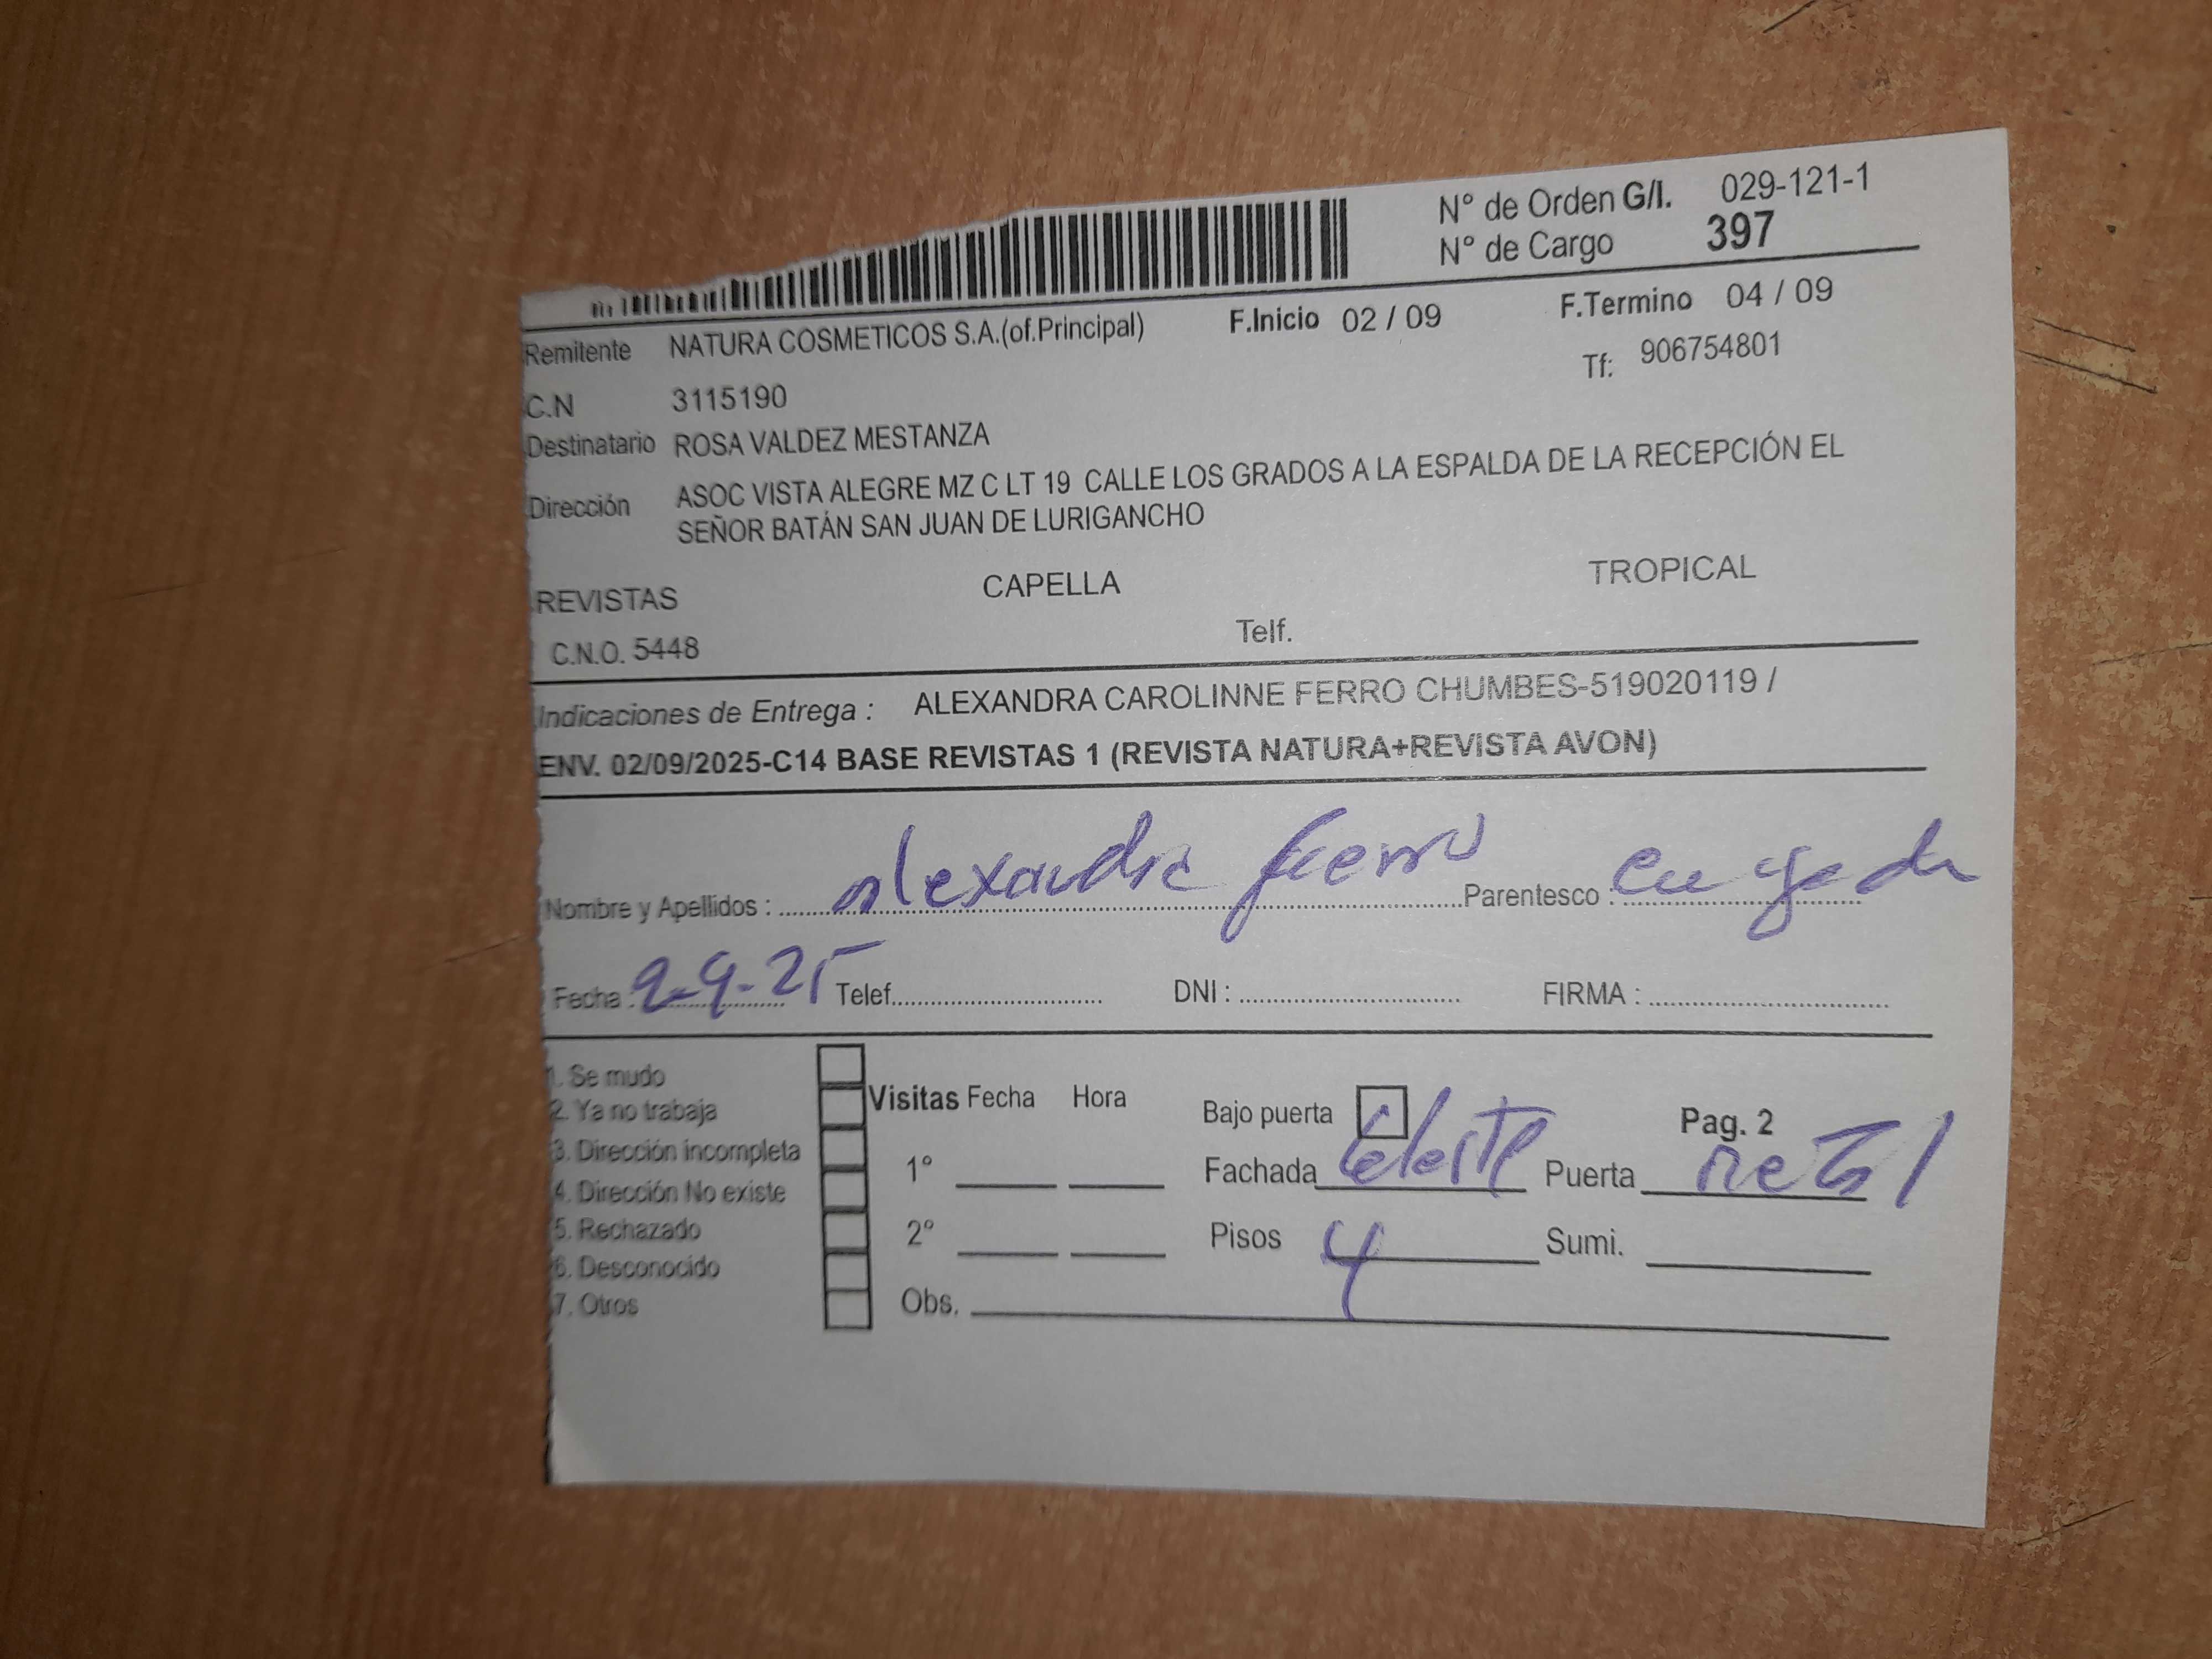 N° de Orden G/I. 029-121-1
N° de Cargo 397
Remitente NATURA COSMETICOS S.A.(of.Principal) F.Inicio 02 / 09 F.Termino 04 / 09
C.N 3115190 Tf: 906754801
Destinatario ROSA VALDEZ MESTANZA
Dirección ASOC VISTA ALEGRE MZ C LT 19 CALLE LOS GRADOS A LA ESPALDA DE LA RECEPCIÓN EL
SEÑOR BATÁN SAN JUAN DE LURIGANCHO
REVISTAS CAPELLA TROPICAL
C.N.O. 5448 Telf.
Indicaciones de Entrega : ALEXANDRA CAROLINNE FERRO CHUMBES-519020119 /
ENV. 02/09/2025-C14 BASE REVISTAS 1 (REVISTA NATURA+REVISTA AVON)
Nombre y Apellidos : Alexandra Ferro Parentesco :
Fecha : 2-9-25 Telef. DNI : FIRMA :
1. Se mudo
2. Ya no trabaja
3. Dirección incompleta
4. Dirección No existe
5. Rechazado
6. Desconocido
7. Otros
Visitas Fecha Hora
1°
2°
Obs.
Bajo puerta Pag. 2
Fachada Celeste Puerta metal
Pisos 4 Sumi.